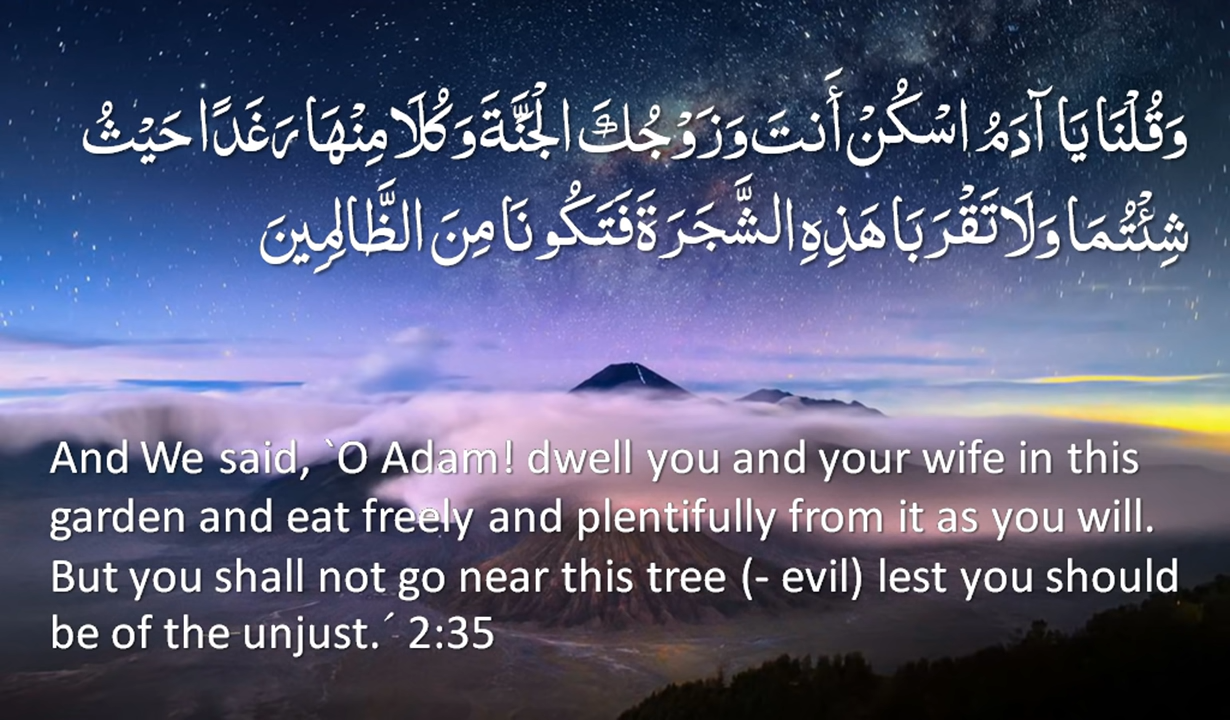 وَقُلْنَا يَا آدَمُ اسْكُنْ أَنتَ وَزَوْجُكَ الْجَنَّةَ وَكُلَا مِنْهَا رَغَدًا حَيْثُ
شِئْتُمَا وَلَا تَقْرَبَا هَذِهِ الشَّجَرَةَ فَتَكُونَا مِنَ الظَّالِمِينَ
And We said, `O Adam! dwell you and your wife in this
garden and eat freely and plentifully from it as you will.
But you shall not go near this tree (- evil) lest you should
be of the unjust.´ 2:35